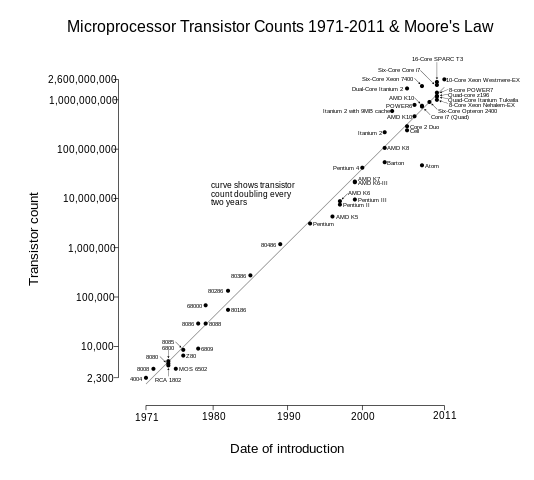 Microprocessor Transistor Counts 1971-2011 & Moore's Law
16-Core SPARC T3
Six-Core Core i7
Six-Core Xeon 7400
10-Core Xeon Westmere-EX
Dual-Core Itanium 2
8-core POWER7
Quad-core z196
AMD K10
Quad-Core Itanium Tukwila
POWER6
8-Core Xeon Nehalem-EX
Itanium 2 with 9MB cache
Six-Core Opteron 2400
AMD K10
Core i7 (Quad)
Core 2 Duo
Itanium 2
Cell
AMD K8
Barton
Atom
Pentium 4
AMD K7
AMD K6-III
AMD K6
Pentium III
Pentium II
AMD K5
Pentium
80486
80386
80286
68000
80186
8086
8088
8085
6800
6809
8080
Z80
8008
MOS 6502
4004
RCA 1802
curve shows transistor
count doubling every
two years
Transistor count
2,600,000,000
1,000,000,000
100,000,000
10,000,000
1,000,000
100,000
10,000
2,300
1971
1980
1990
2000
2011
Date of introduction